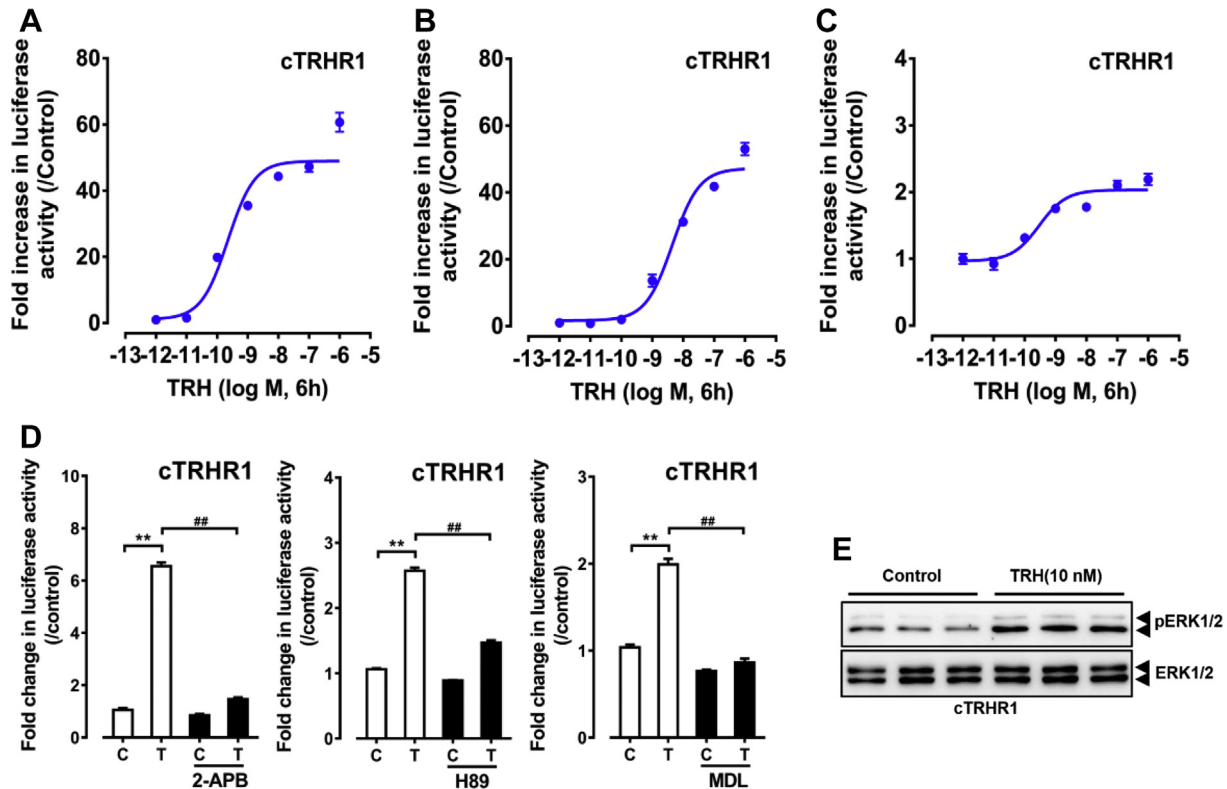 A
Fold increase in luciferase
activity (/Control)
80
60
40
20
0
cTRHR1
-13 -12 -11 -10 -9 -8 -7 -6 -5
TRH (log M, 6h)
B
Fold increase in luciferase
activity (/Control)
80
60
40
20
0
cTRHR1
-13 -12 -11 -10 -9 -8 -7 -6 -5
TRH (log M, 6h)
C
Fold increase in luciferase
activity (/Control)
4
3
2
1
0
cTRHR1
-13 -12 -11 -10 -9 -8 -7 -6 -5
TRH (log M, 6h)
D
Fold change in luciferase activity
(/control)
10
8
6
4
2
0
cTRHR1
**
##
C T C T
2-APB
Fold change in luciferase activity
(/control)
4
3
2
1
0
cTRHR1
**
##
C T C T
H89
Fold change in luciferase activity
(/control)
3
2
1
0
cTRHR1
**
##
C T C T
MDL
E
Control TRH(10 nM)
pERK1/2
ERK1/2
cTRHR1